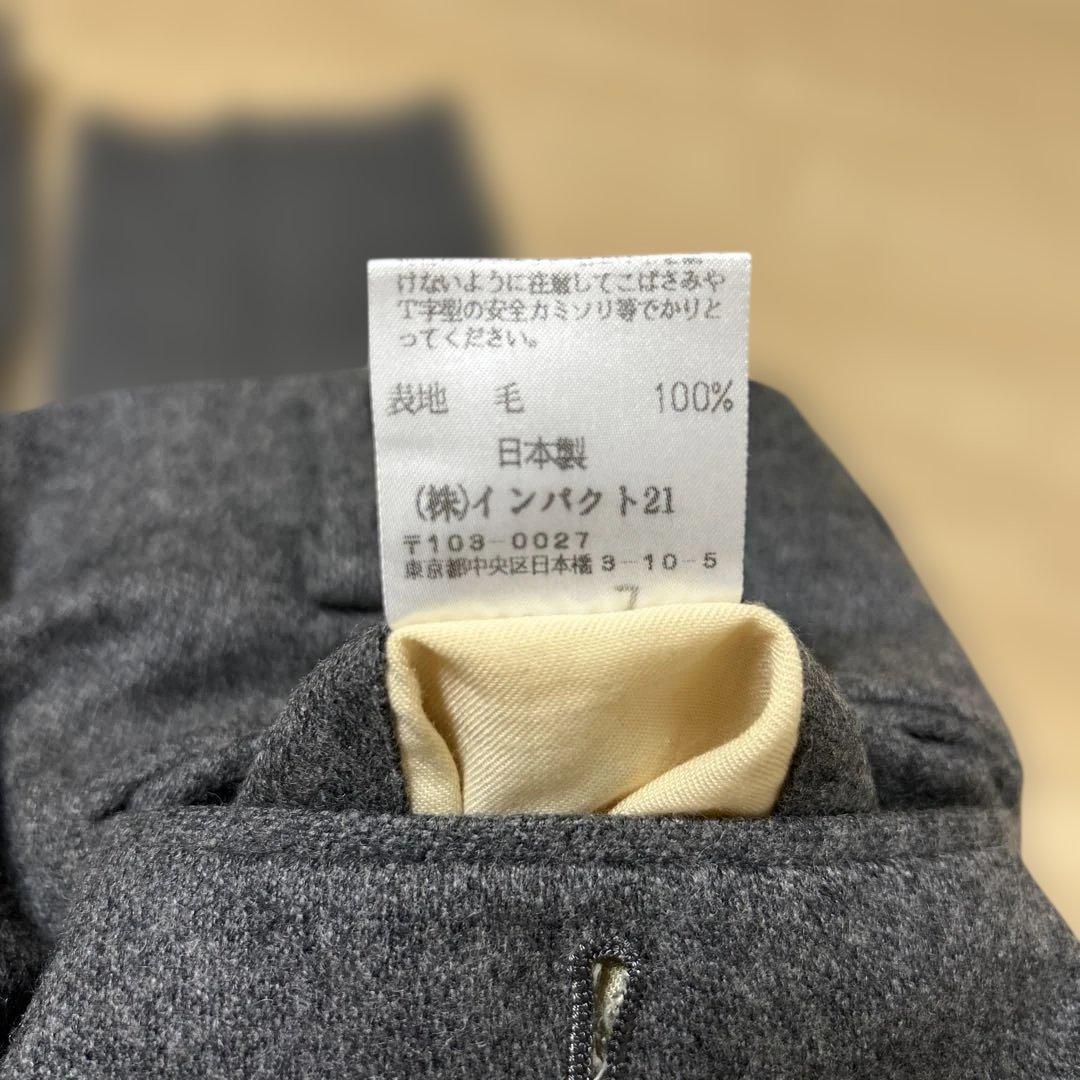 けないように注意してこばさみや
T字型の安全カミソリ等でかりと
ってください。
表地 毛 100%
日本製
(株)インパクト21
〒103-0027
東京都中央区日本橋3-10-5